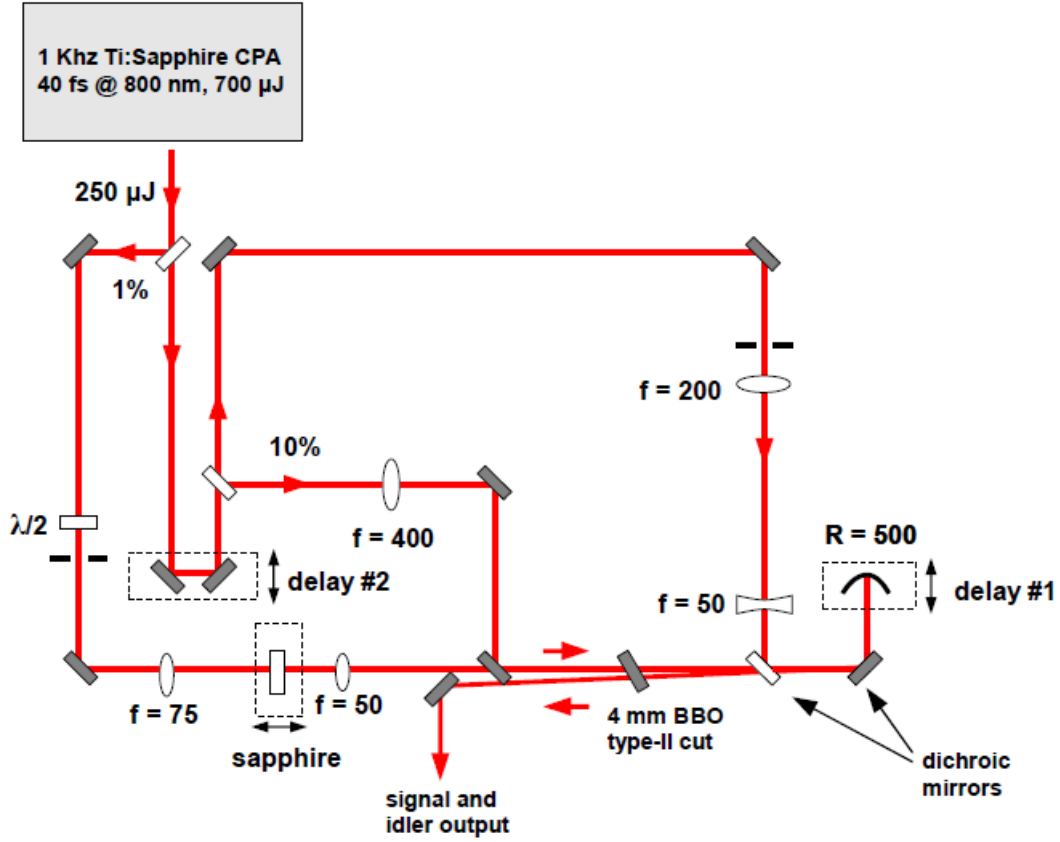 1 Khz Ti:Sapphire CPA
40 fs @ 800 nm, 700 µJ
250 µJ
1%
f = 200
10%
λ/2
f = 400
R = 500
delay #2
delay #1
f = 50
f = 75
f = 50
sapphire
4 mm BBO
type-II cut
dichroic
mirrors
signal and
idler output